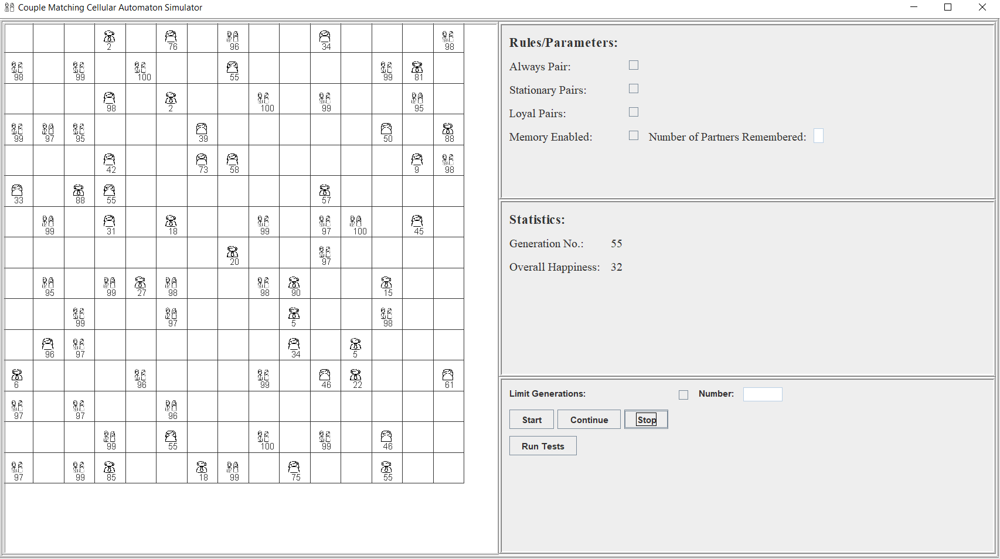 Couple Matching Cellular Automaton Simulator
2 76 96 34 98
98 99 100 55 99 81
98 2 100 99 95
99 97 95 39 50 88
42 73 58 9 98
33 88 55 57
99 31 18 99 97 100 45
20 97
95 99 27 98 98 90 15
99 97 5 98
96 97 34 5
6 96 99 46 22 61
97 97 96
99 55 100 99 46
97 99 85 18 99 75 55
Rules/Parameters:
Always Pair:
Stationary Pairs:
Loyal Pairs:
Memory Enabled: Number of Partners Remembered:
Statistics:
Generation No.: 55
Overall Happiness: 32
Limit Generations: Number:
Start Continue Stop
Run Tests